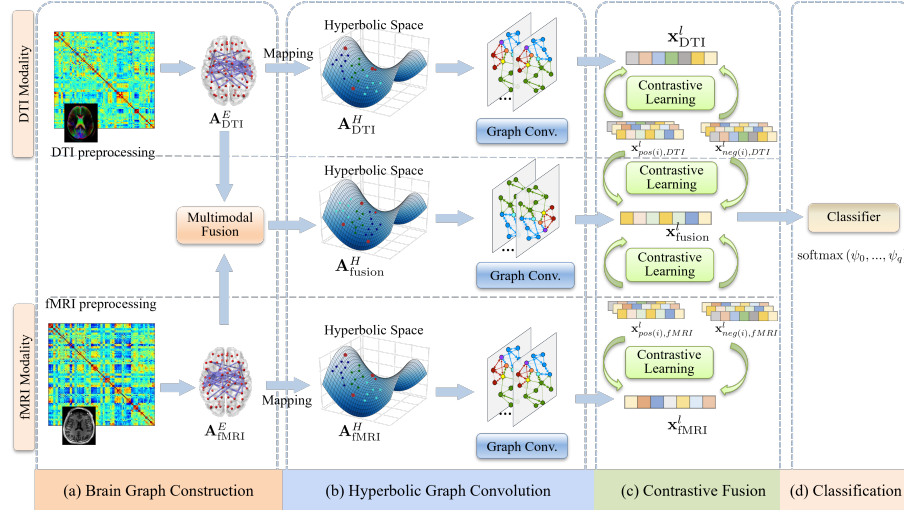 DTI Modality
DTI preprocessing
A^E_DTI
Mapping
Hyperbolic Space
A^H_DTI
...
Graph Conv.
x^l_DTI
Contrastive Learning
x^l_pos(i),DTI
x^l_neg(i),DTI
Contrastive Learning
Multimodal Fusion
Hyperbolic Space
A^H_fusion
...
Graph Conv.
x^l_fusion
Classifier
softmax (ψ_0, ..., ψ_q
Contrastive Learning
fMRI Modality
fMRI preprocessing
A^E_fMRI
Mapping
Hyperbolic Space
A^H_fMRI
...
Graph Conv.
x^l_pos(i),fMRI
x^l_neg(i),fMRI
Contrastive Learning
x^l_fMRI
(a) Brain Graph Construction
(b) Hyperbolic Graph Convolution
(c) Contrastive Fusion
(d) Classification